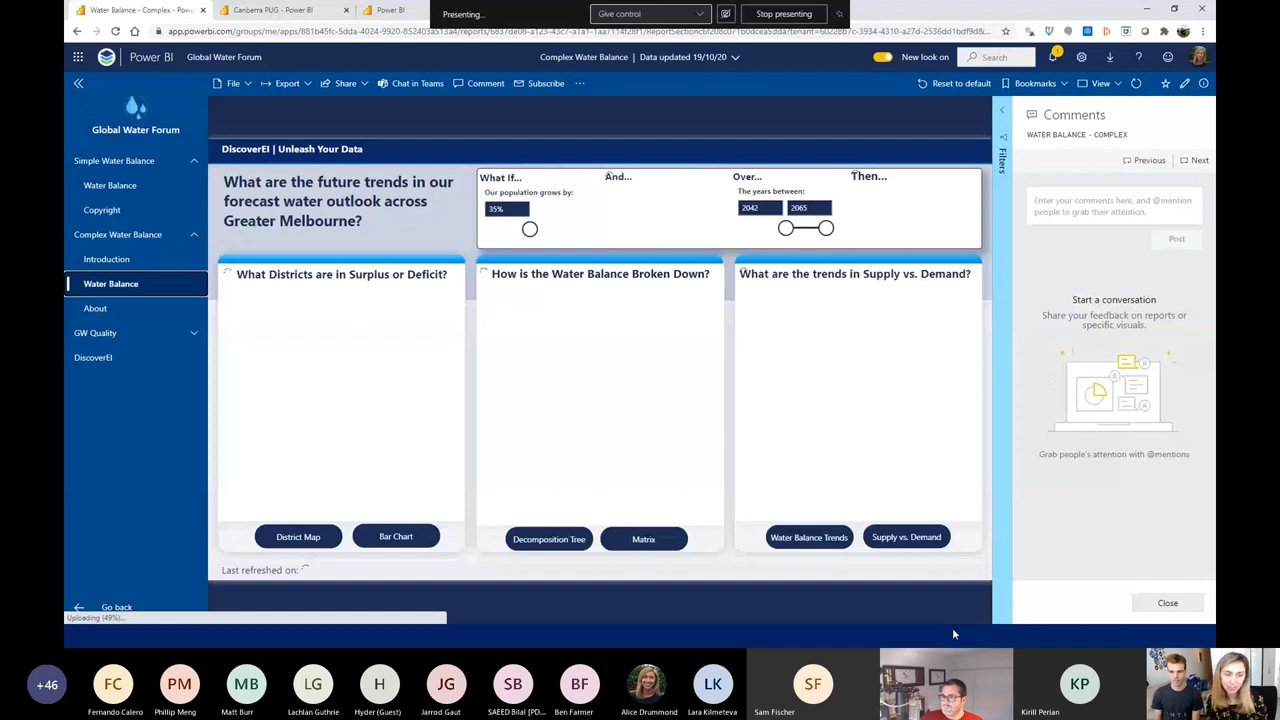 Presenting...
Give control
Stop presenting
Water Balance - Complex - Pow
Canberra PUG - Power BI
Power BI
Power BI
Global Water Forum
Complex Water Balance | Data updated 19/10/20
New look on
Search
1
File
Export
Share
Chat in Teams
Comment
Subscribe
Reset to default
Bookmarks
View
Global Water Forum
Simple Water Balance
Water Balance
Copyright
Complex Water Balance
Introduction
Water Balance
About
GW Quality
DiscoverEI
Go back
Uploading (49%)...
DiscoverEI | Unleash Your Data
What are the future trends in our
forecast water outlook across
Greater Melbourne?
What If...
Our population grows by:
35%
And...
Over...
The years between:
2042
2065
Then...
What Districts are in Surplus or Deficit?
How is the Water Balance Broken Down?
What are the trends in Supply vs. Demand?
District Map
Bar Chart
Decomposition Tree
Matrix
Water Balance Trends
Supply vs. Demand
Last refreshed on:
Filters
Comments
WATER BALANCE - COMPLEX
Previous
Next
Enter your comments here, and @mention
people to grab their attention.
Post
Start a conversation
Share your feedback on reports or
specific visuals.
Grab people's attention with @mentions
Close
+46
FC
PM
MB
LG
H
JG
SB
BF
LK
SF
KP
Fernando Calero
Phillip Meng
Matt Burr
Lachlan Guthrie
Hyder (Guest)
Jarrod Gaut
SAEED Bilal [PD...
Ben Farmer
Alice Drummond
Lara Kilmeteva
Sam Fischer
Kirill Perian